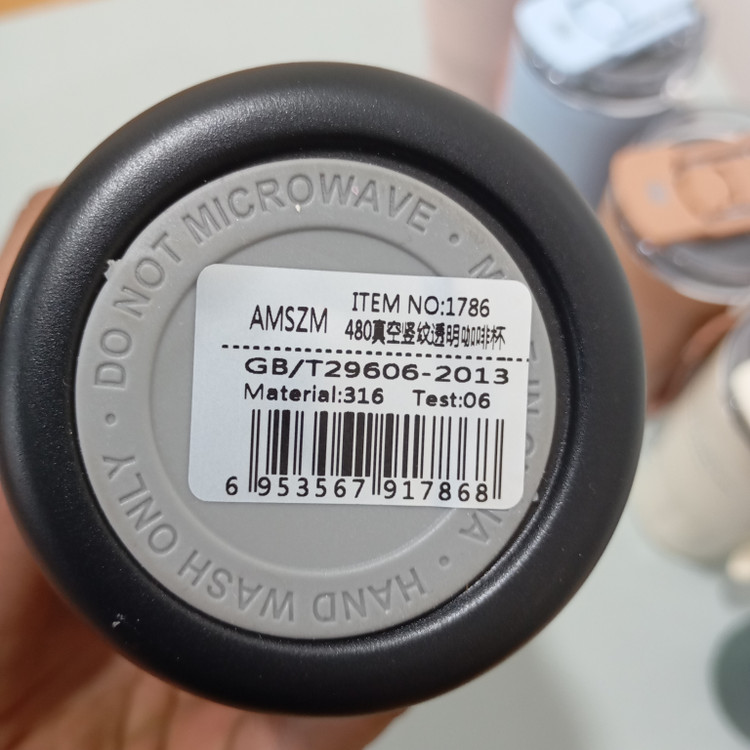 DO NOT MICROWAVE •
HAND WASH ONLY •
AMSZM
ITEM NO:1786
480真空竖纹透明咖啡杯
GB/T29606-2013
Material:316 Test:06
6 953567 917868